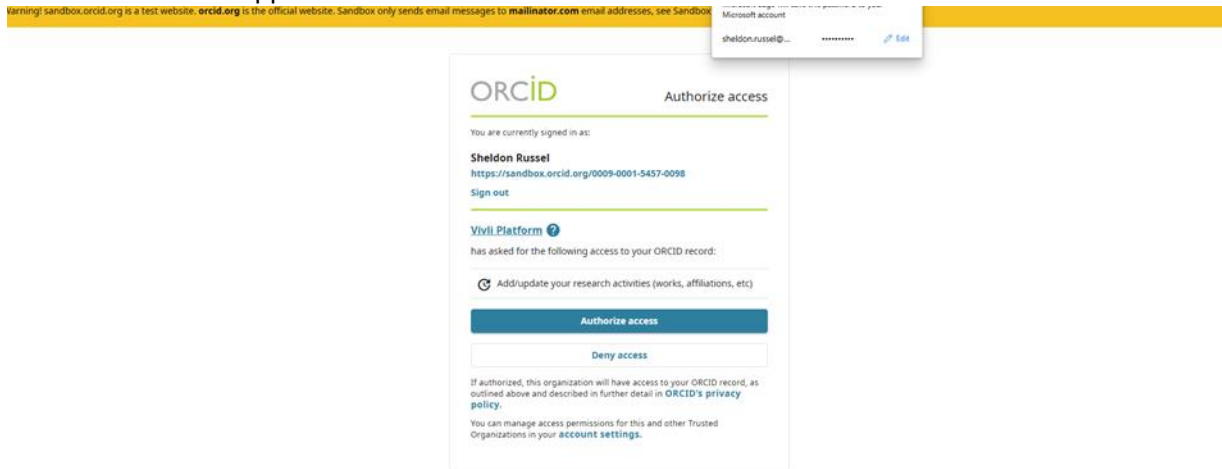 Warning! sandbox.orcid.org is a test website. orcid.org is the official website. Sandbox only sends email messages to mailinator.com email addresses, see Sandbox
Microsoft account
sheldon.russel@... •••••••••• Edit
ORCID
Authorize access
You are currently signed in as:
Sheldon Russel
https://sandbox.orcid.org/0009-0001-5457-0098
Sign out
Vivli Platform ?
has asked for the following access to your ORCID record:
Add/update your research activities (works, affiliations, etc)
Authorize access
Deny access
If authorized, this organization will have access to your ORCID record, as
outlined above and described in further detail in ORCID's privacy
policy.
You can manage access permissions for this and other Trusted
Organizations in your account settings.